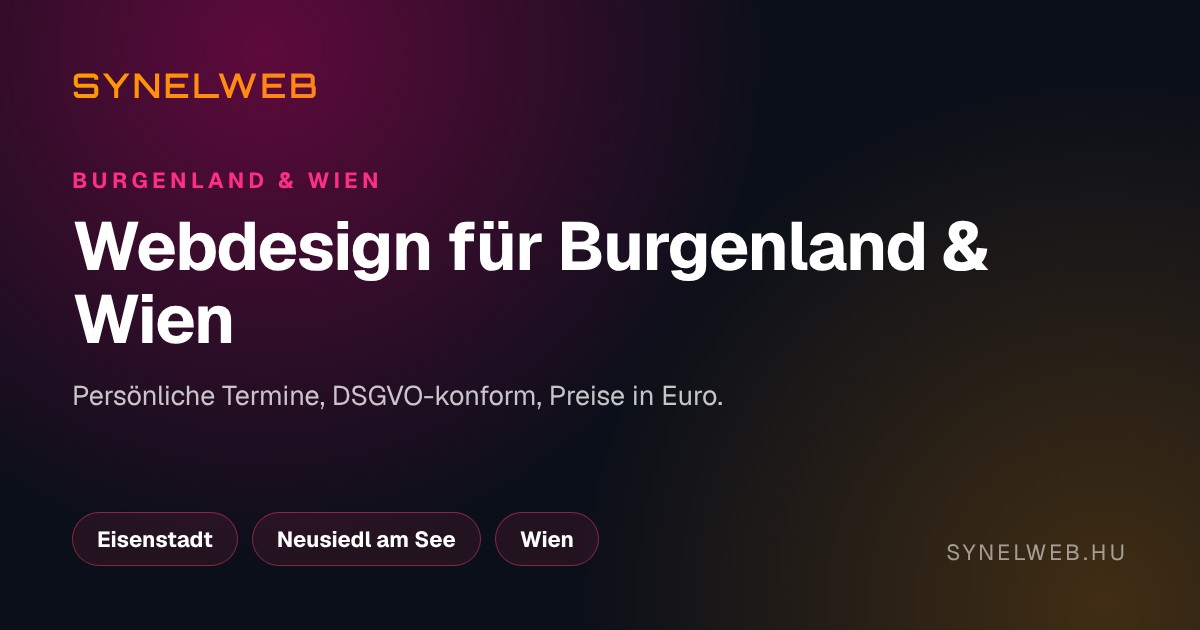 SYNELWEB
BURGENLAND & WIEN
Webdesign für Burgenland &
Wien
Persönliche Termine, DSGVO-konform, Preise in Euro.
Eisenstadt
Neusiedl am See
Wien
SYNELWEB.HU